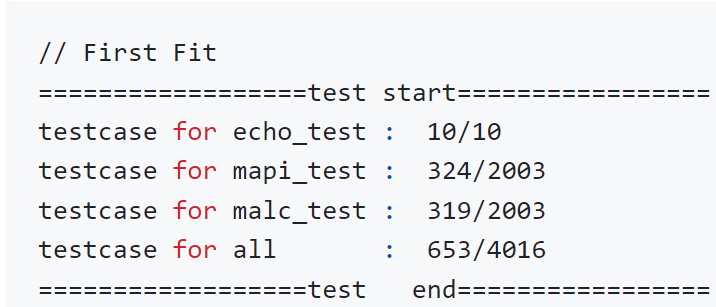 // First Fit
==================test start=================
testcase for echo_test :  10/10
testcase for mapi_test :  324/2003
testcase for malc_test :  319/2003
testcase for all       :  653/4016
==================test   end=================